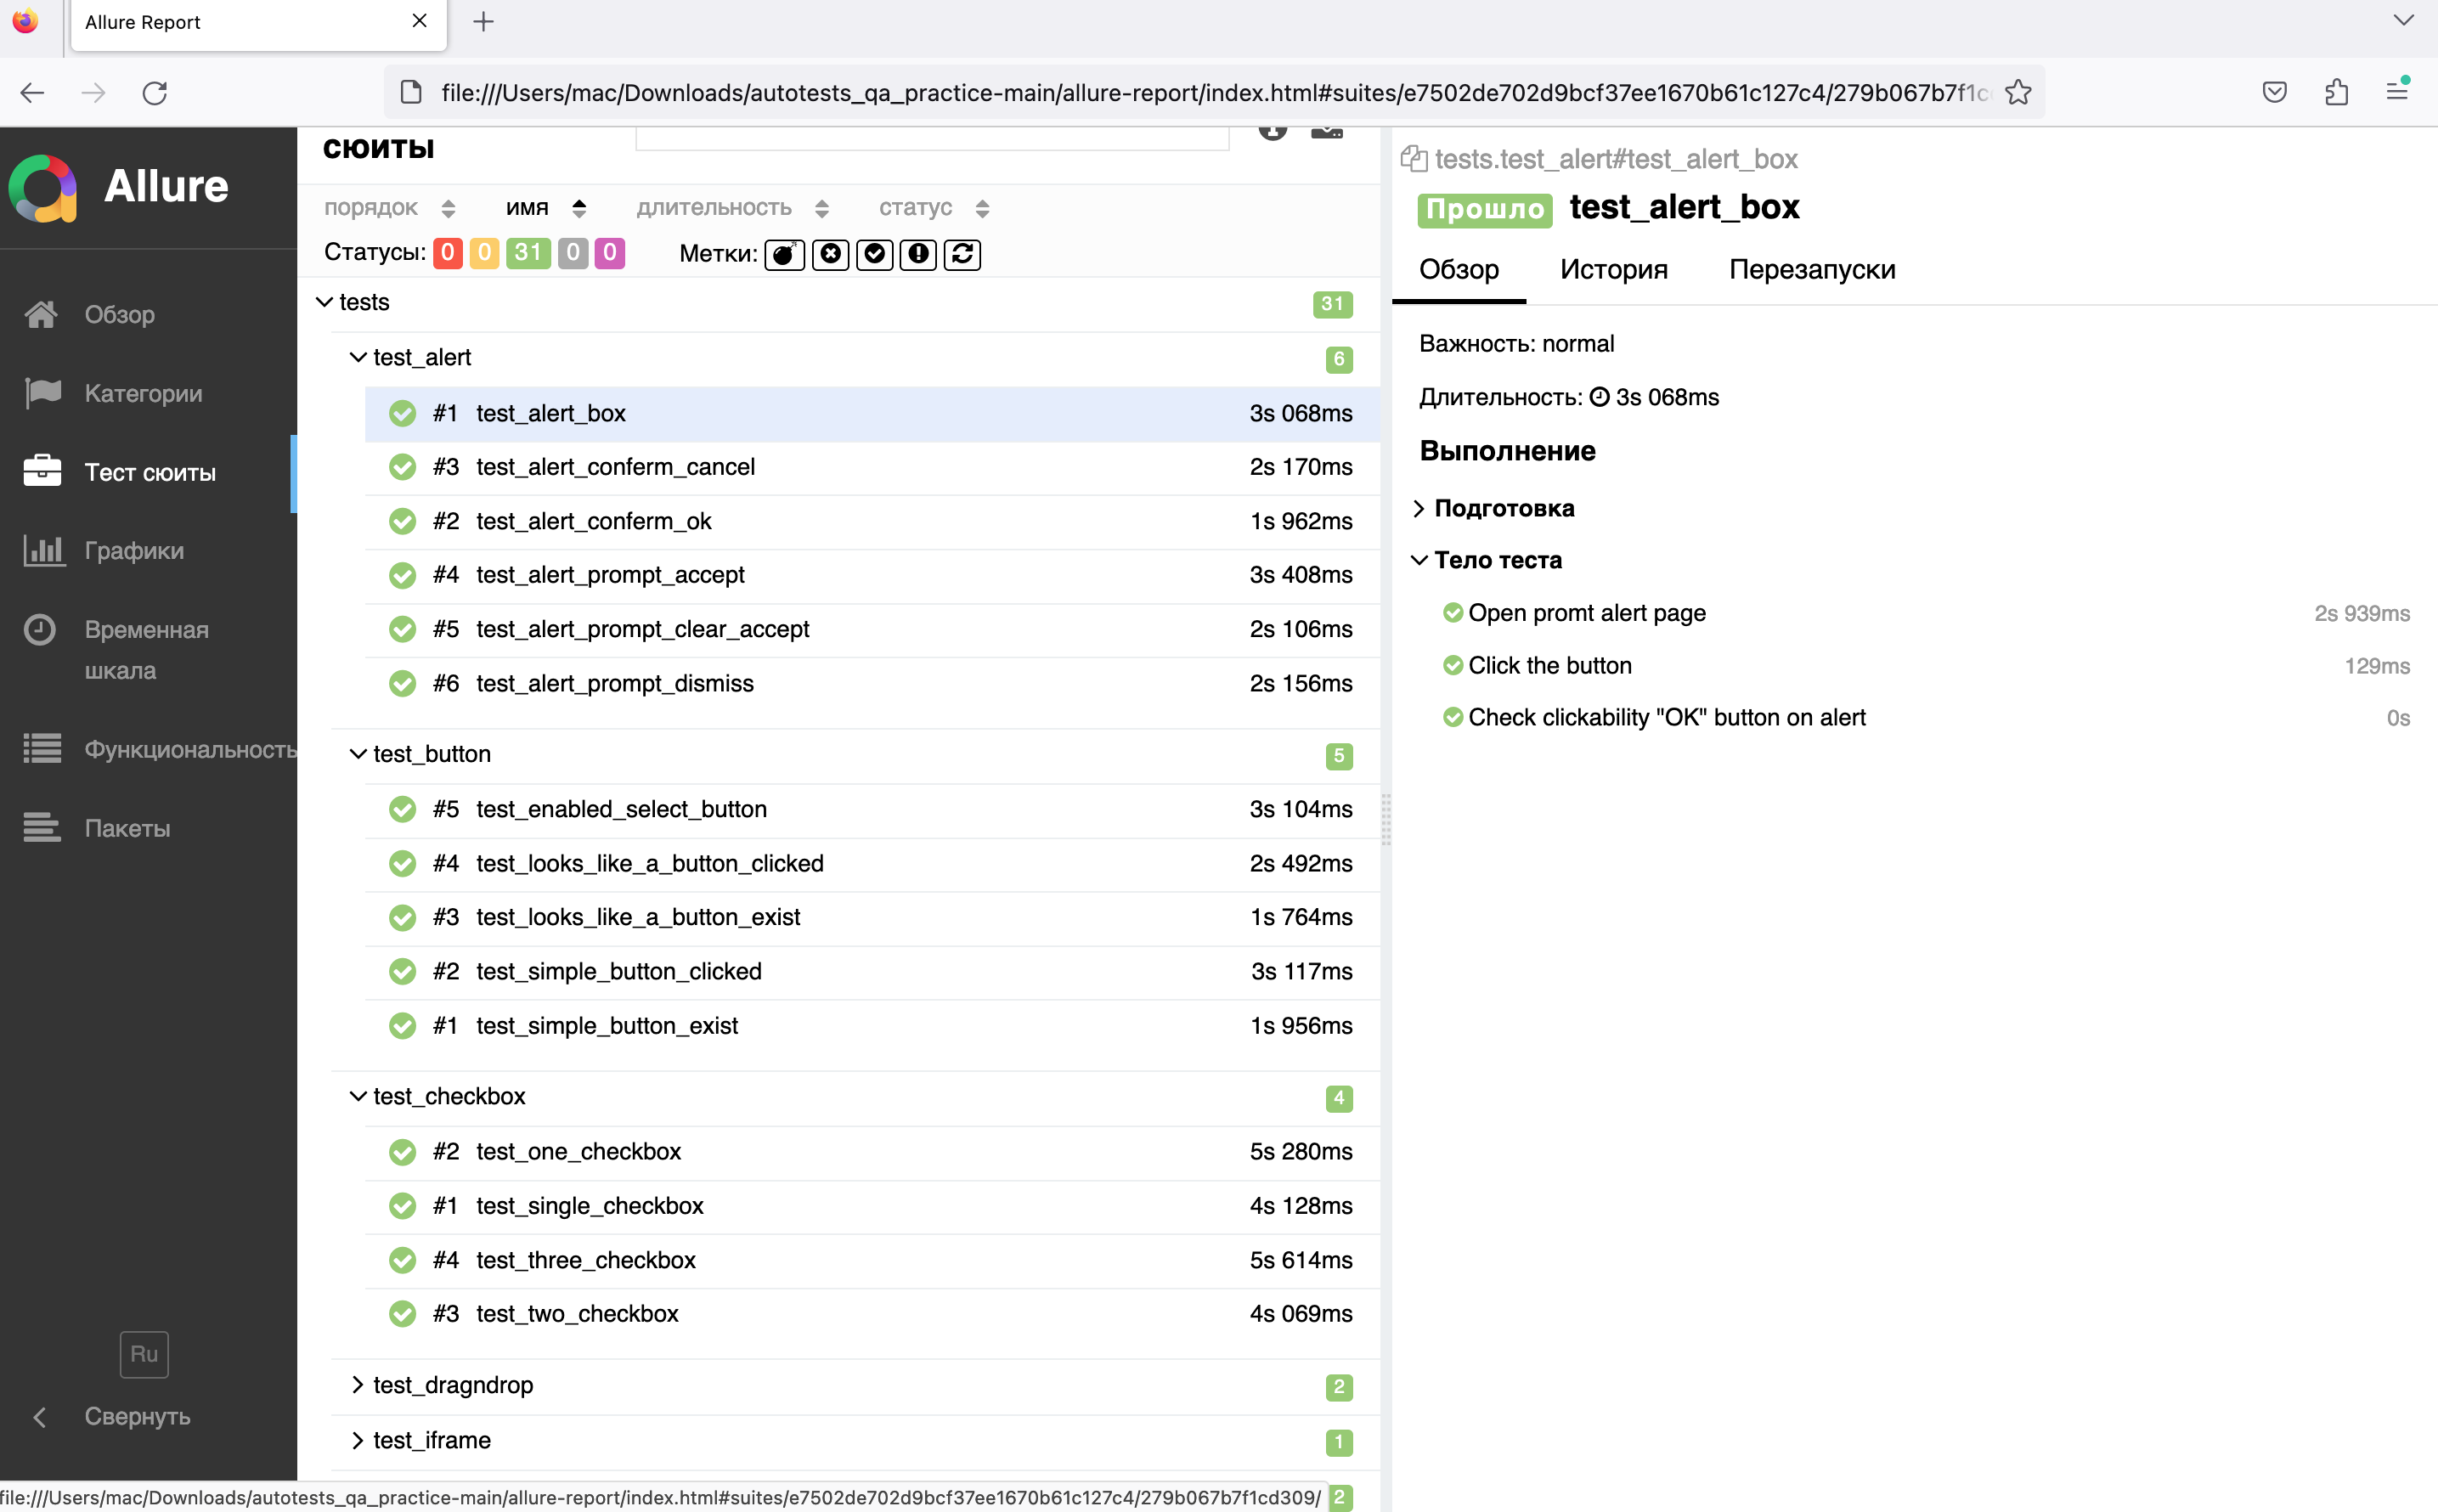 Allure Report
file:///Users/mac/Downloads/autotests_qa_practice-main/allure-report/index.html#suites/e7502de702d9bcf37ee1670b61c127c4/279b067b7f1c
Allure
Обзор
Категории
Тест сюиты
Графики
Временная
шкала
Функциональность
Пакеты
Ru
Свернуть
сюиты
порядок имя длительность статус
Статусы: 0 0 31 0 0 Метки:
tests 31
test_alert 6
#1 test_alert_box 3s 068ms
#3 test_alert_conferm_cancel 2s 170ms
#2 test_alert_conferm_ok 1s 962ms
#4 test_alert_prompt_accept 3s 408ms
#5 test_alert_prompt_clear_accept 2s 106ms
#6 test_alert_prompt_dismiss 2s 156ms
test_button 5
#5 test_enabled_select_button 3s 104ms
#4 test_looks_like_a_button_clicked 2s 492ms
#3 test_looks_like_a_button_exist 1s 764ms
#2 test_simple_button_clicked 3s 117ms
#1 test_simple_button_exist 1s 956ms
test_checkbox 4
#2 test_one_checkbox 5s 280ms
#1 test_single_checkbox 4s 128ms
#4 test_three_checkbox 5s 614ms
#3 test_two_checkbox 4s 069ms
test_dragndrop 2
test_iframe 1
2
tests.test_alert#test_alert_box
Прошло test_alert_box
Обзор История Перезапуски
Важность: normal
Длительность: 3s 068ms
Выполнение
Подготовка
Тело теста
Open promt alert page 2s 939ms
Click the button 129ms
Check clickability "OK" button on alert 0s
file:///Users/mac/Downloads/autotests_qa_practice-main/allure-report/index.html#suites/e7502de702d9bcf37ee1670b61c127c4/279b067b7f1cd309/